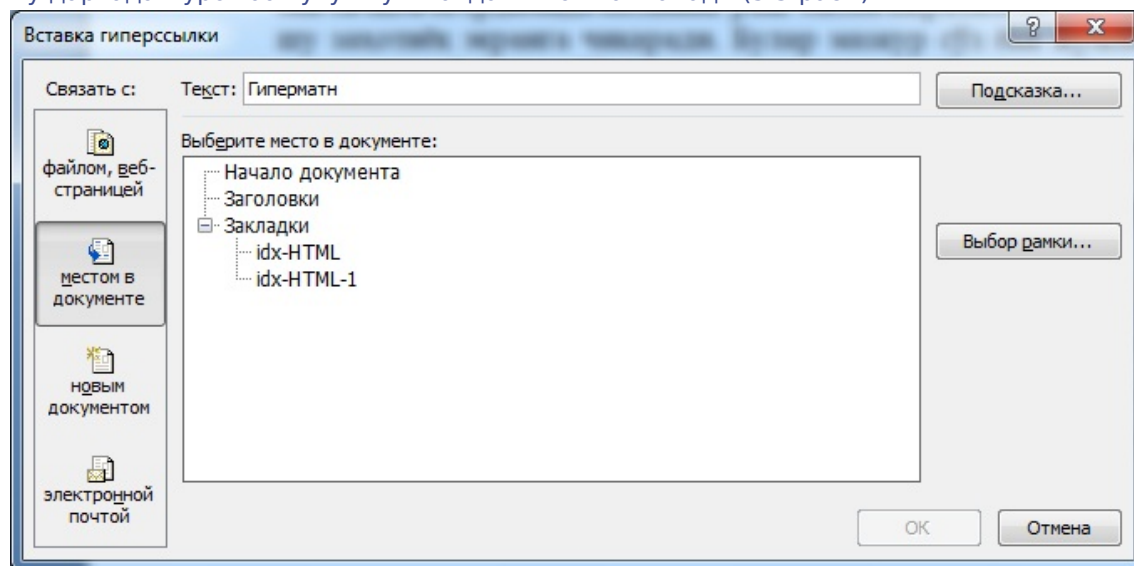 Вставка гиперссылки
Связать с:
Текст: Гиперматн
Подсказка...
Выберите место в документе:
файлом, веб-
страницей
местом в
документе
новым
документом
электронной
почтой
Начало документа
Заголовки
Закладки
idx-HTML
idx-HTML-1
Выбор рамки...
OK
Отмена